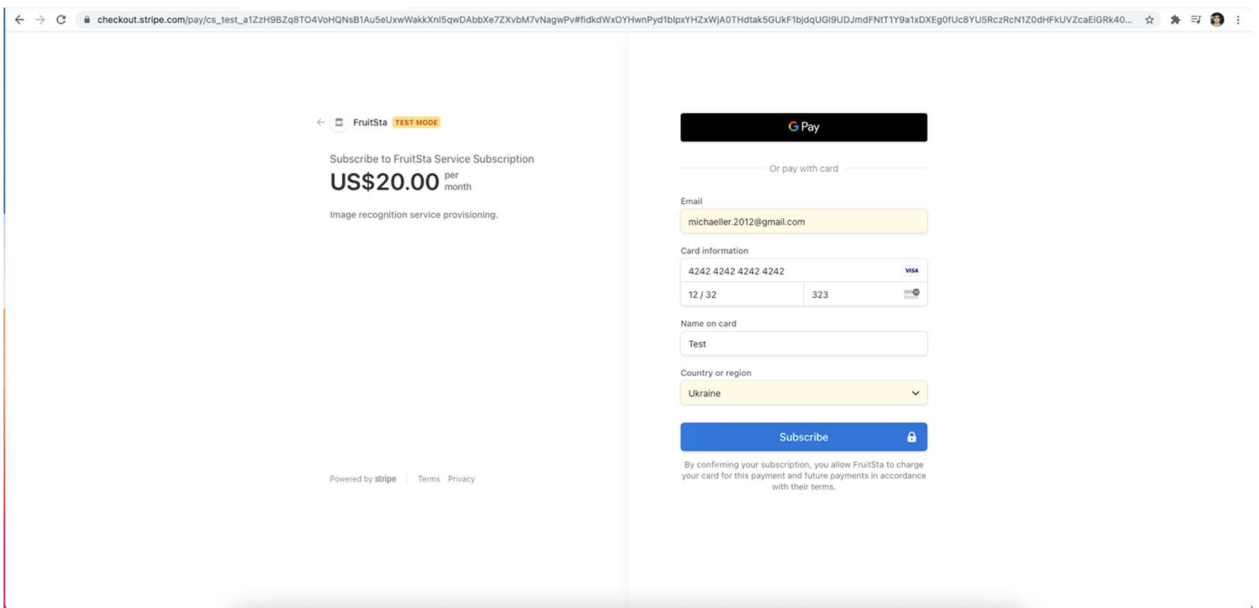 checkout.stripe.com/pay/cs_test_a1ZzH9BZq8TO4VoHQNsB1Au5eUxwWakkXnI5qwDAbbXe7ZXvbM7vNagwPv#fidkdWxOYHwnPyd1blpxYHZxWjA0THdtak5GUkF1bjdqUGI9UDJmdFNtT1Y9a1xDXEg0fUc8YU5RczRcN1Z0dHFkUVZcaEIGRk40...
FruitSta TEST MODE
Subscribe to FruitSta Service Subscription
US$20.00 per month
Image recognition service provisioning.
Powered by stripe Terms Privacy
G Pay
Or pay with card
Email
michaeller.2012@gmail.com
Card information
4242 4242 4242 4242 VISA
12 / 32 323
Name on card
Test
Country or region
Ukraine
Subscribe
By confirming your subscription, you allow FruitSta to charge
your card for this payment and future payments in accordance
with their terms.